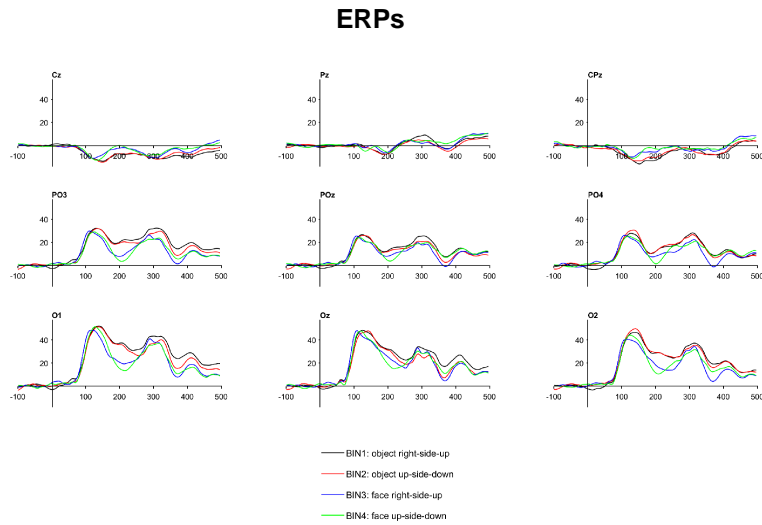 ERPs
Cz Pz CPz
40 40 40
20 20 20
-100 100 200 300 400 500 -100 100 200 300 400 500 -100 100 200 300 400 500
PO3 POz PO4
40 40 40
20 20 20
-100 100 200 300 400 500 -100 100 200 300 400 500 -100 100 200 300 400 500
O1 Oz O2
40 40 40
20 20 20
-100 100 200 300 400 500 -100 100 200 300 400 500 -100 100 200 300 400 500
BIN1: object right-side-up
BIN2: object up-side-down
BIN3: face right-side-up
BIN4: face up-side-down